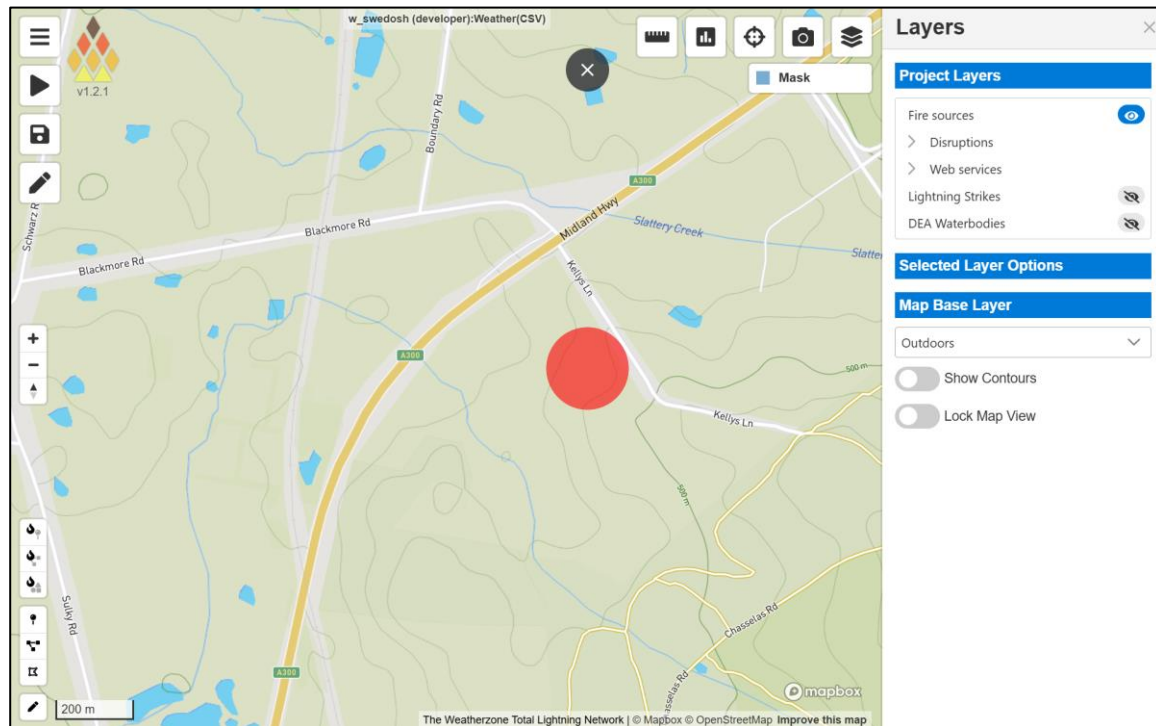 w_swedosh (developer):Weather(CSV)
v1.2.1
Mask
Boundary Rd
A300
Schwarz R
Blackmore Rd
Midland Hwy
Slattery Creek
Slatte
Blackmore Rd
Kellys Ln
A300
500 m
Kellys Ln
500 m
Sulky Rd
Chasselas Rd
A300
Chasselas Rd
200 m
mapbox
The Weatherzone Total Lightning Network | © Mapbox © OpenStreetMap Improve this map
Layers
Project Layers
Fire sources
Disruptions
Web services
Lightning Strikes
DEA Waterbodies
Selected Layer Options
Map Base Layer
Outdoors
Show Contours
Lock Map View